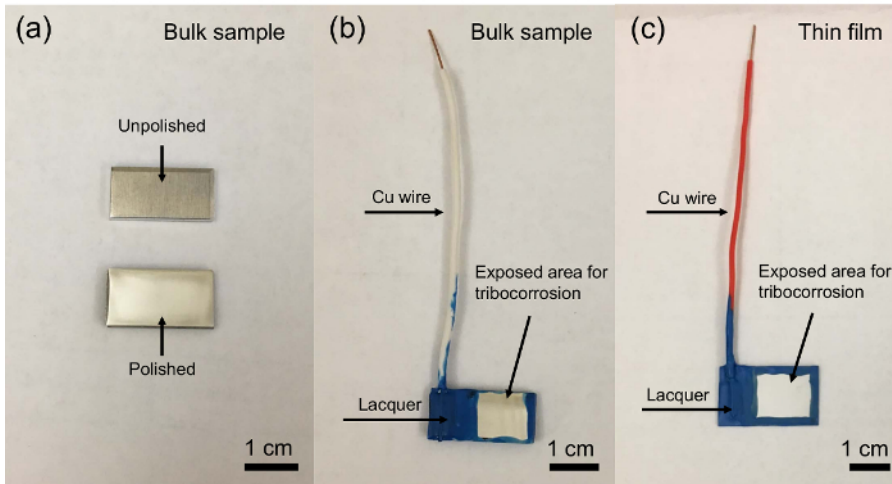 (a)
Bulk sample
Unpolished
Polished
1 cm
(b)
Bulk sample
Cu wire
Exposed area for
tribocorrosion
Lacquer
1 cm
(c)
Thin film
Cu wire
Exposed area for
tribocorrosion
Lacquer
1 cm